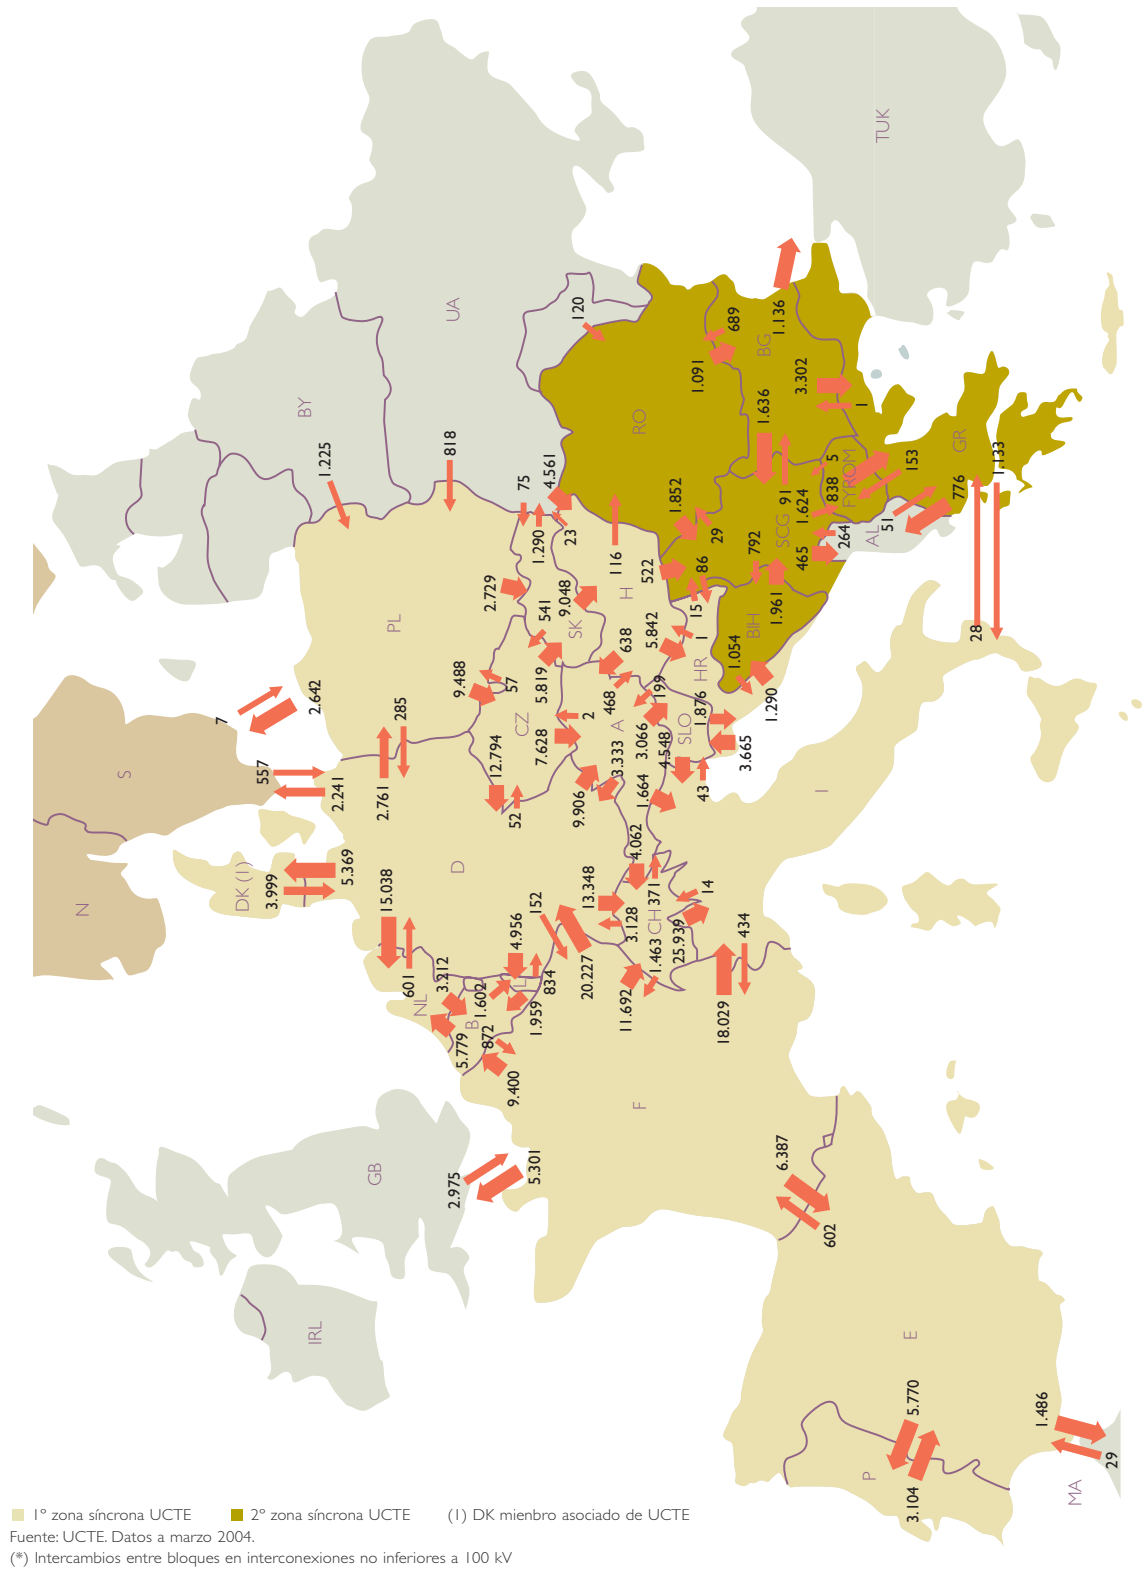 TUK
UA
BY
120
689
1.136
BG
1.091
3.302
RO
1.636
1
GR
1.225
818
75
4.561
1.852
5
153
1.133
838
FYROM
91
1.624
776
SCG
51
AL
264
29
1.290
23
116
792
465
86
522
2.729
541
9.048
H
15
1.961
PL
SK
BIH
28
5.842
1
638
1.054
HR
9.488
57
5.819
199
1.290
7
2.642
468
1.876
285
CZ
2
A
SLO
3.066
7.628
4.548
3.665
12.794
3.333
S
557
1.664
43
2.241
2.761
52
9.906
I
4.062
D
5.369
DK (1)
3.999
15.038
13.348
371
14
N
152
3.128
CH
4.956
25.939
434
1.463
3.212
601
834
20.227
NL
1.602
L
11.692
B
1.959
18.029
872
5.779
9.400
F
GB
2.975
5.301
6.387
602
IRL
E
5.770
1.486
P
3.104
29
MA
1º zona síncrona UCTE
2º zona síncrona UCTE
(1) DK mienbro asociado de UCTE
Fuente: UCTE. Datos a marzo 2004.
(*) Intercambios entre bloques en interconexiones no inferiores a 100 kV